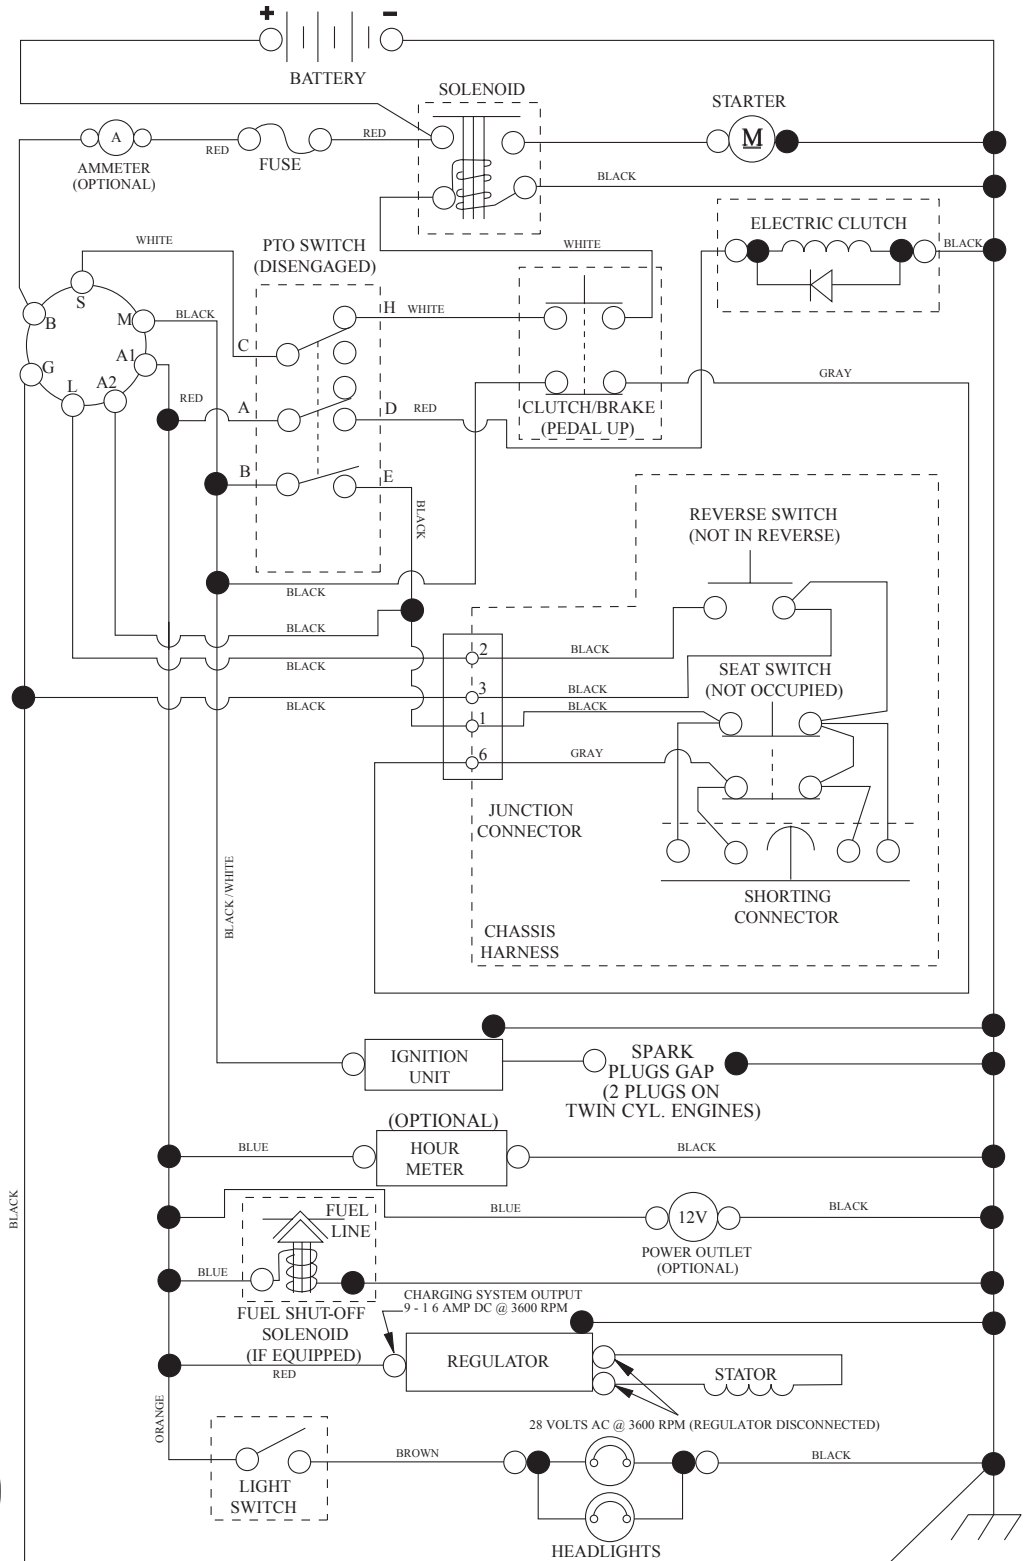 + -
BATTERY
SOLENOID
STARTER
A
AMMETER
(OPTIONAL)
RED
FUSE
RED
M
BLACK
WHITE
PTO SWITCH
(DISENGAGED)
WHITE
ELECTRIC CLUTCH
BLACK
S
B
M
BLACK
H
WHITE
C
G
A1
L
A2
RED
A
D
RED
GRAY
CLUTCH/BRAKE
(PEDAL UP)
B
E
BLACK
REVERSE SWITCH
(NOT IN REVERSE)
BLACK
BLACK
2
BLACK
BLACK
SEAT SWITCH
(NOT OCCUPIED)
3
BLACK
BLACK
BLACK
1
6
GRAY
JUNCTION
CONNECTOR
SHORTING
CONNECTOR
BLACK/WHITE
CHASSIS
HARNESS
IGNITION
UNIT
SPARK
PLUGS GAP
(2 PLUGS ON
TWIN CYL. ENGINES)
(OPTIONAL)
HOUR
METER
BLUE
BLACK
BLACK
FUEL
LINE
BLUE
12V
BLACK
POWER OUTLET
(OPTIONAL)
BLUE
FUEL SHUT-OFF
SOLENOID
(IF EQUIPPED)
CHARGING SYSTEM OUTPUT
9 - 1 6 AMP DC @ 3600 RPM
REGULATOR
STATOR
RED
28 VOLTS AC @ 3600 RPM (REGULATOR DISCONNECTED)
ORANGE
LIGHT
SWITCH
BROWN
BLACK
HEADLIGHTS